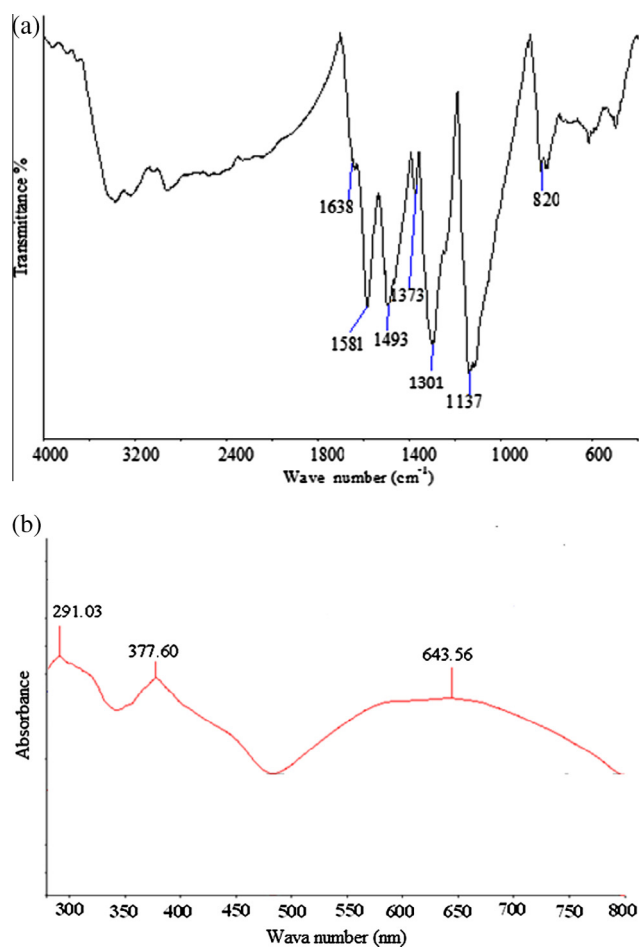 (a)
Transmittance %
1638
1581
1493
1373
1301
1137
820
4000 3200 2400 1800 1400 1000 600
Wave number (cm-1)
(b)
291.03
377.60
643.56
Absorbance
300 350 400 450 500 550 600 650 700 750 800
Wava number (nm)